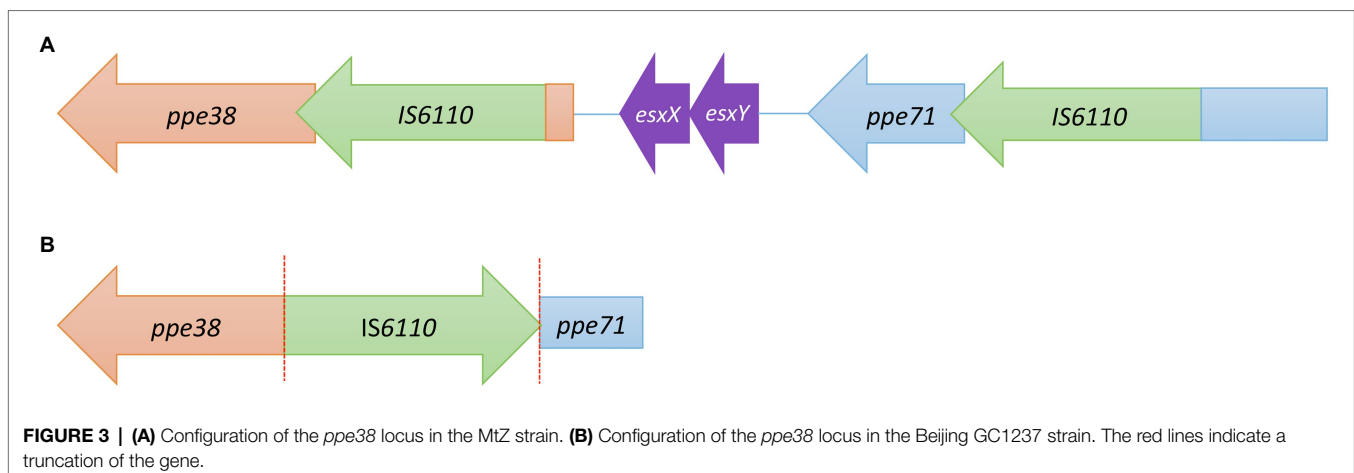 A
ppe38
IS6110
esxX
esxY
ppe71
IS6110
B
ppe38
IS6110
ppe71
FIGURE 3 | (A) Configuration of the ppe38 locus in the MtZ strain. (B) Configuration of the ppe38 locus in the Beijing GC1237 strain. The red lines indicate a
truncation of the gene.